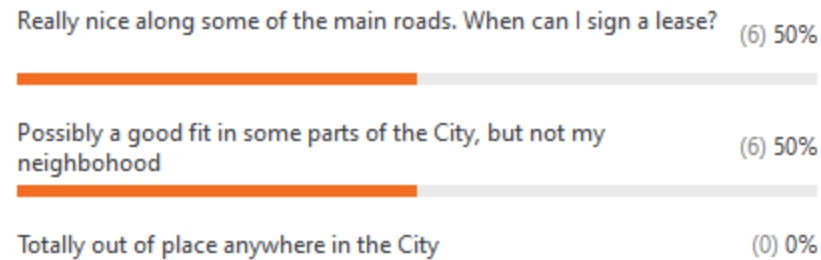 Really nice along some of the main roads. When can I sign a lease? (6) 50%
Possibly a good fit in some parts of the City, but not my
neighbohood (6) 50%
Totally out of place anywhere in the City (0) 0%